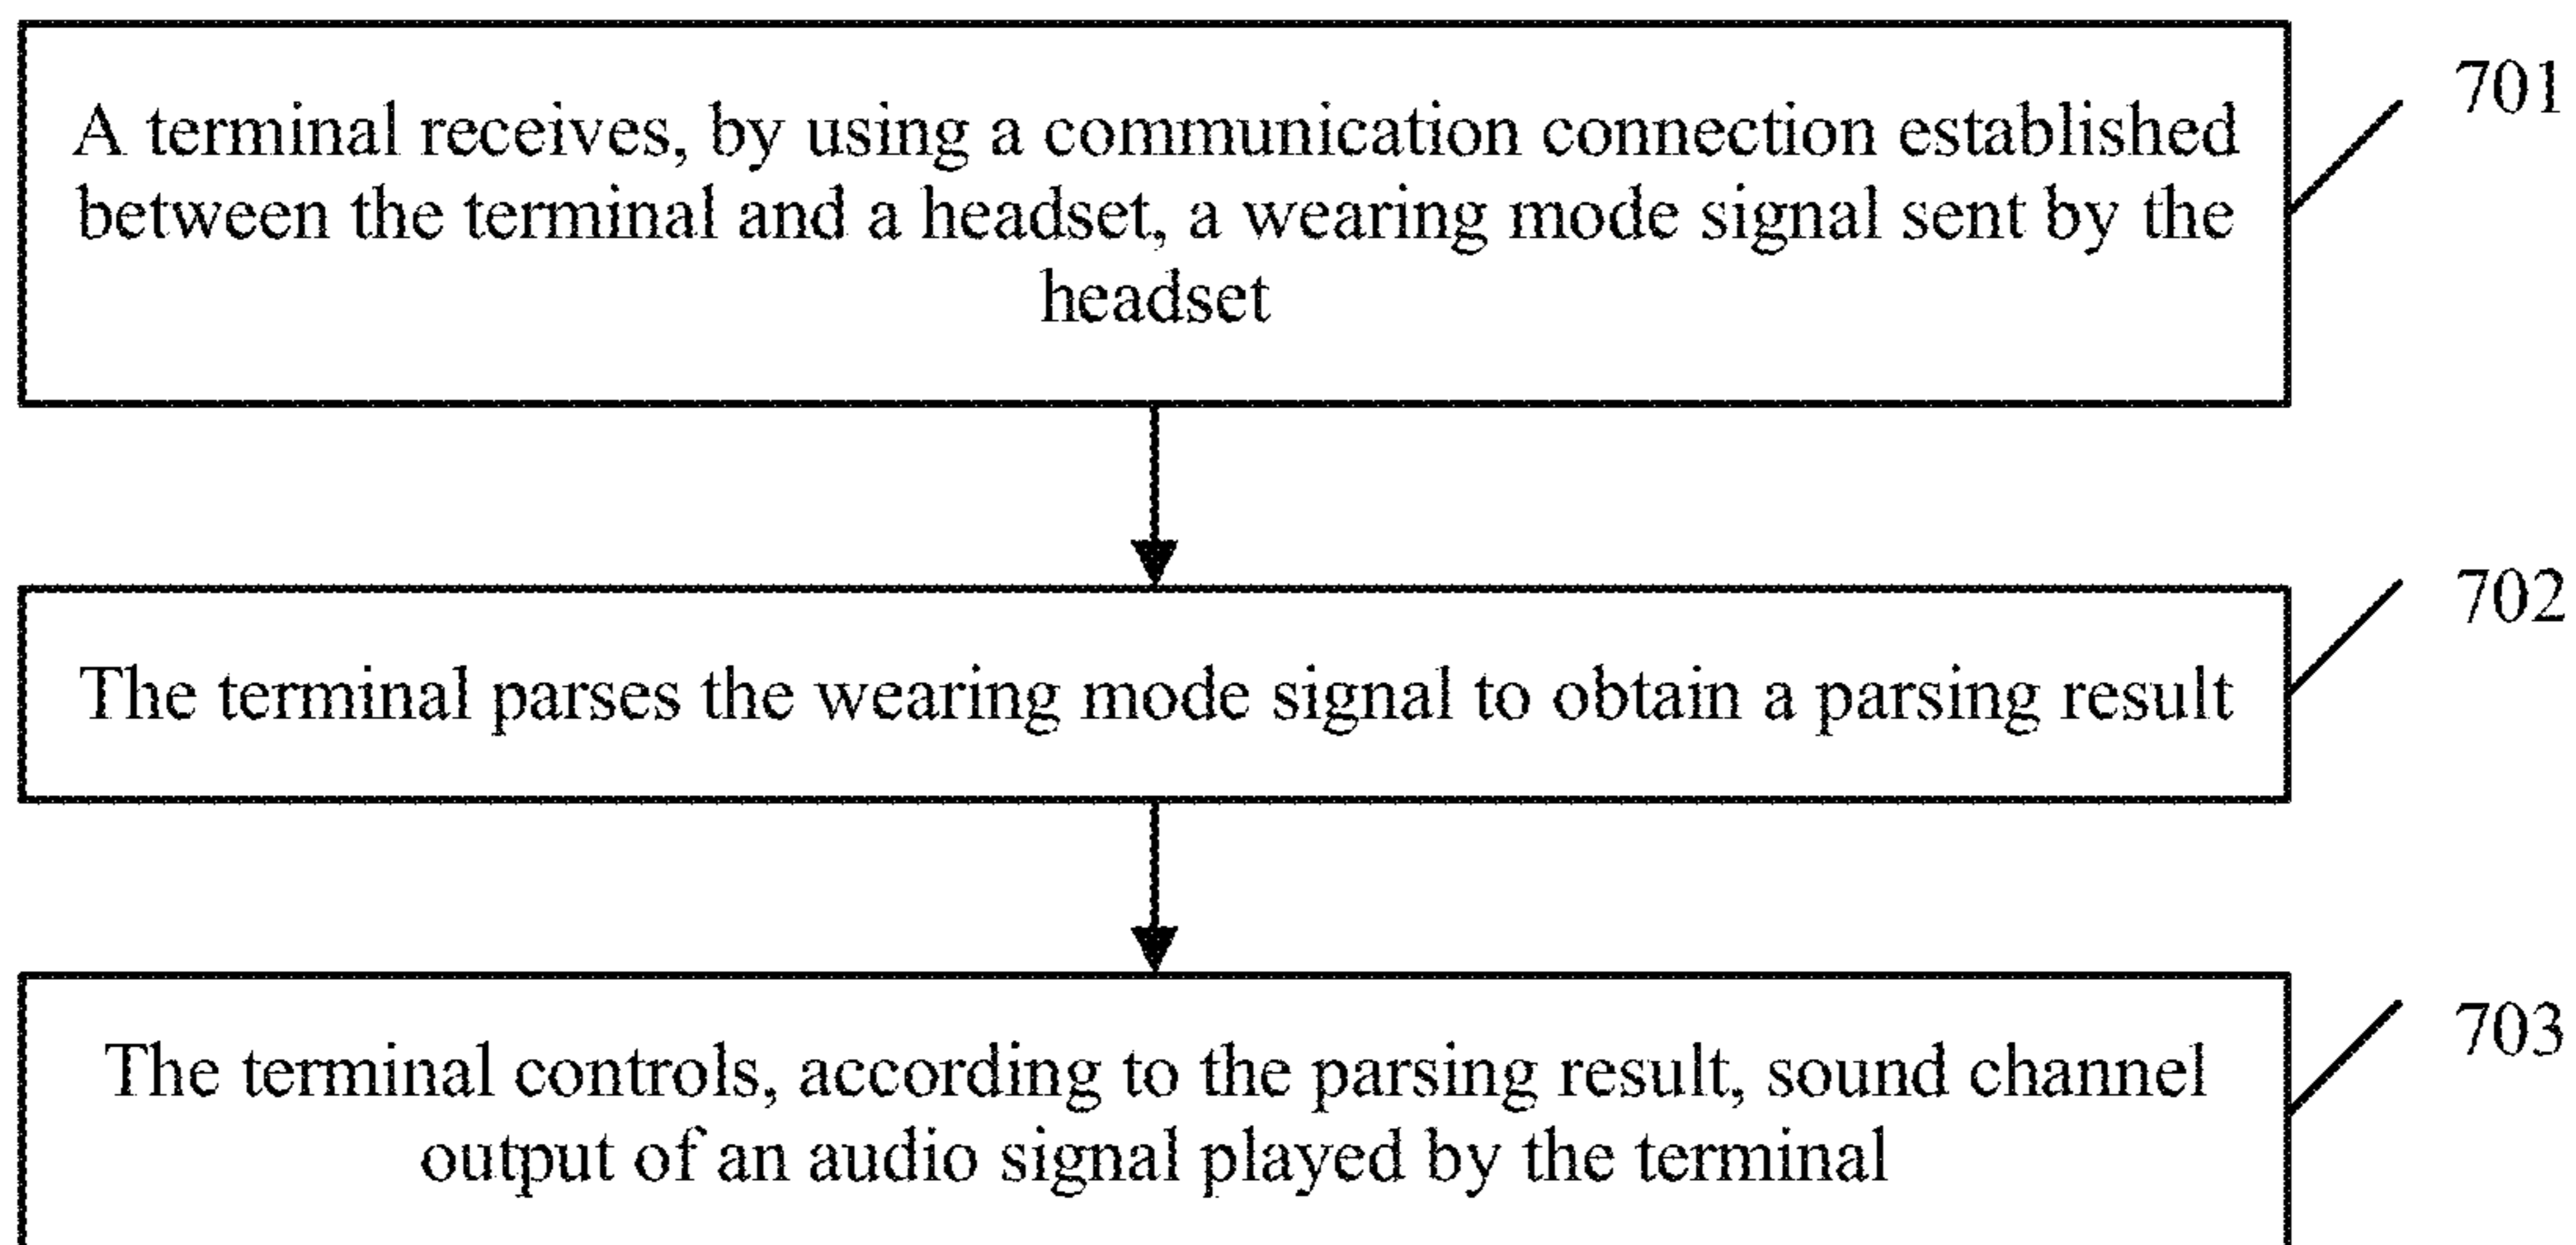 A terminal receives, by using a communication connection established
between the terminal and a headset, a wearing mode signal sent by the
headset
701
The terminal parses the wearing mode signal to obtain a parsing result
702
The terminal controls, according to the parsing result, sound channel
output of an audio signal played by the terminal
703